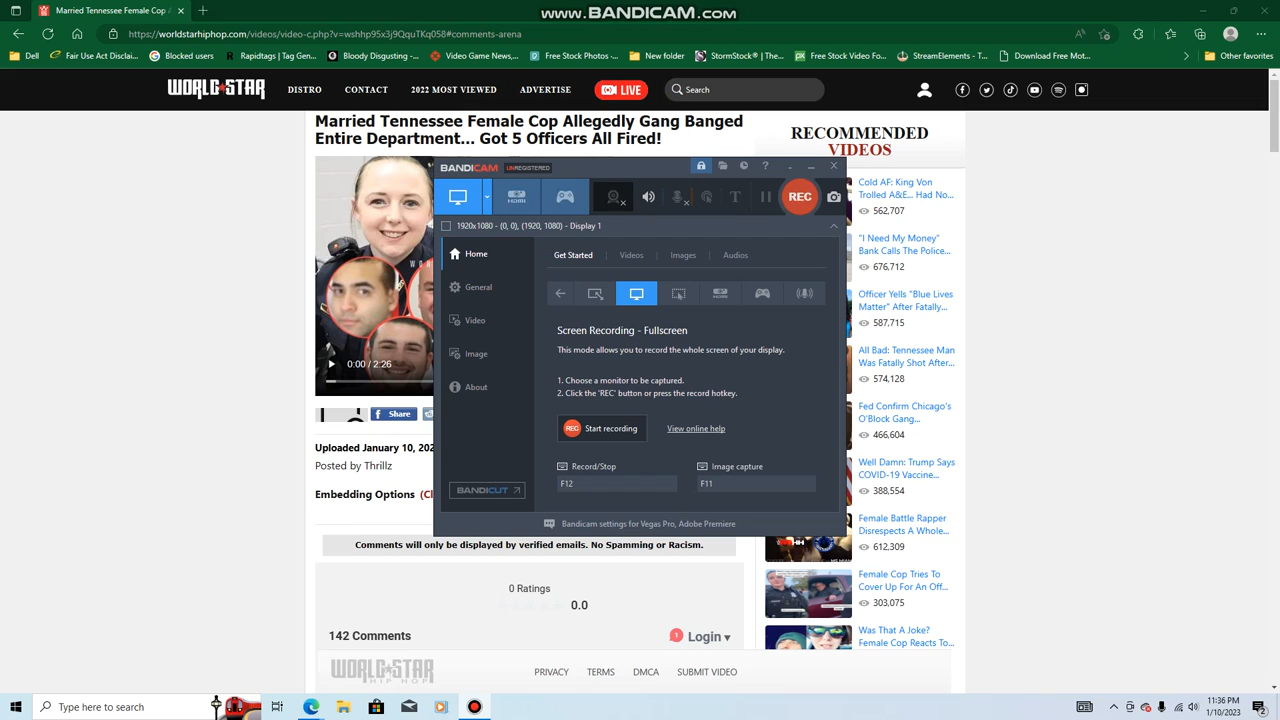 WWW.BANDICAM.COM
Married Tennessee Female Cop A
https://worldstarhiphop.com/videos/video-c.php?v=wshhp95x3j9QquTKq058#comments-arena
Dell
Fair Use Act Disclai...
Blocked users
Rapidtags | Tag Gen...
Bloody Disgusting -...
Video Game News,...
Free Stock Photos -...
New folder
StormStock® | The...
Free Stock Video Fo...
StreamElements - T...
Download Free Mot...
Other favorites
WORLD STAR
DISTRO
CONTACT
2022 MOST VIEWED
ADVERTISE
LIVE
Search
Married Tennessee Female Cop Allegedly Gang Banged
Entire Department... Got 5 Officers All Fired!
0:00 / 2:26
Share
Uploaded January 10, 202
Posted by Thrillz
Embedding Options (Cl
BANDICAM UNREGISTERED
HDMI
REC
1920x1080 - (0, 0), (1920, 1080) - Display 1
Home
General
Video
Image
About
BANDICUT
Get Started
Videos
Images
Audios
HDMI
Screen Recording - Fullscreen
This mode allows you to record the whole screen of your display.
1. Choose a monitor to be captured.
2. Click the 'REC' button or press the record hotkey.
REC Start recording
View online help
Record/Stop
Image capture
F12
F11
Bandicam settings for Vegas Pro, Adobe Premiere
Comments will only be displayed by verified emails. No Spamming or Racism.
0 Ratings
0.0
142 Comments
1 Login
WORLD STAR
HIP HOP
PRIVACY
TERMS
DMCA
SUBMIT VIDEO
RECOMMENDED
VIDEOS
Cold AF: King Von
Trolled A&E... Had No...
562,707
"I Need My Money"
Bank Calls The Police...
676,712
Officer Yells "Blue Lives
Matter" After Fatally...
587,715
All Bad: Tennessee Man
Was Fatally Shot After...
574,128
Fed Confirm Chicago's
O'Block Gang...
466,604
Well Damn: Trump Says
COVID-19 Vaccine...
388,554
Female Battle Rapper
Disrespects A Whole...
612,309
Female Cop Tries To
Cover Up For An Off...
303,075
Was That A Joke?
Female Cop Reacts To...
Type here to search
11:36 PM
1/10/2023
2